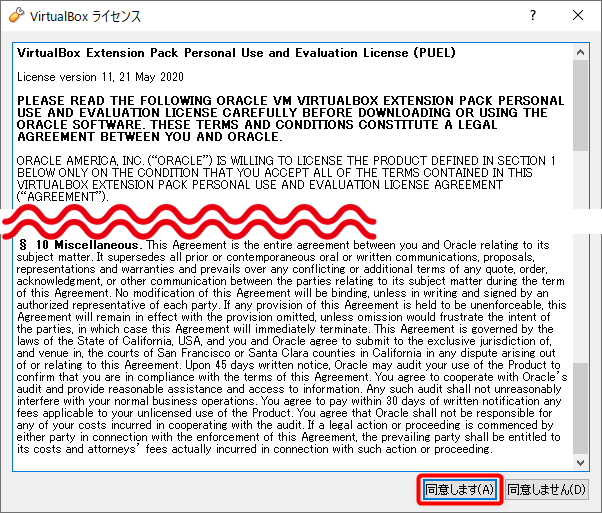 VirtualBox ライセンス
VirtualBox Extension Pack Personal Use and Evaluation License (PUEL)
License version 11, 21 May 2020
PLEASE READ THE FOLLOWING ORACLE VM VIRTUALBOX EXTENSION PACK PERSONAL
USE AND EVALUATION LICENSE CAREFULLY BEFORE DOWNLOADING OR USING THE
ORACLE SOFTWARE. THESE TERMS AND CONDITIONS CONSTITUTE A LEGAL
AGREEMENT BETWEEN YOU AND ORACLE.
ORACLE AMERICA, INC. (“ORACLE”) IS WILLING TO LICENSE THE PRODUCT DEFINED IN SECTION 1
BELOW ONLY ON THE CONDITION THAT YOU ACCEPT ALL OF THE TERMS CONTAINED IN THIS
VIRTUALBOX EXTENSION PACK PERSONAL USE AND EVALUATION LICENSE AGREEMENT
(“AGREEMENT”).
§ 10 Miscellaneous. This Agreement is the entire agreement between you and Oracle relating to its
subject matter. It supersedes all prior or contemporaneous oral or written communications, proposals,
representations and warranties and prevails over any conflicting or additional terms of any quote, order,
acknowledgment, or other communication between the parties relating to its subject matter during the term
of this Agreement. No modification of this Agreement will be binding, unless in writing and signed by an
authorized representative of each party. If any provision of this Agreement is held to be unenforceable, this
Agreement will remain in effect with the provision omitted, unless omission would frustrate the intent of
the parties, in which case this Agreement will immediately terminate. This Agreement is governed by the
laws of the State of California, USA, and you and Oracle agree to submit to the exclusive jurisdiction of,
and venue in, the courts of San Francisco or Santa Clara counties in California in any dispute arising out
of or relating to this Agreement. Upon 45 days written notice, Oracle may audit your use of the Product to
confirm that you are in compliance with the terms of this Agreement. You agree to cooperate with Oracle’s
audit and provide reasonable assistance and access to information. Any such audit shall not unreasonably
interfere with your normal business operations. You agree to pay within 30 days of written notification any
fees applicable to your unlicensed use of the Product. You agree that Oracle shall not be responsible for
any of your costs incurred in cooperating with the audit. If a legal action or proceeding is commenced by
either party in connection with the enforcement of this Agreement, the prevailing party shall be entitled to
its costs and attorneys’ fees actually incurred in connection with such action or proceeding.
同意します(A)
同意しません(D)